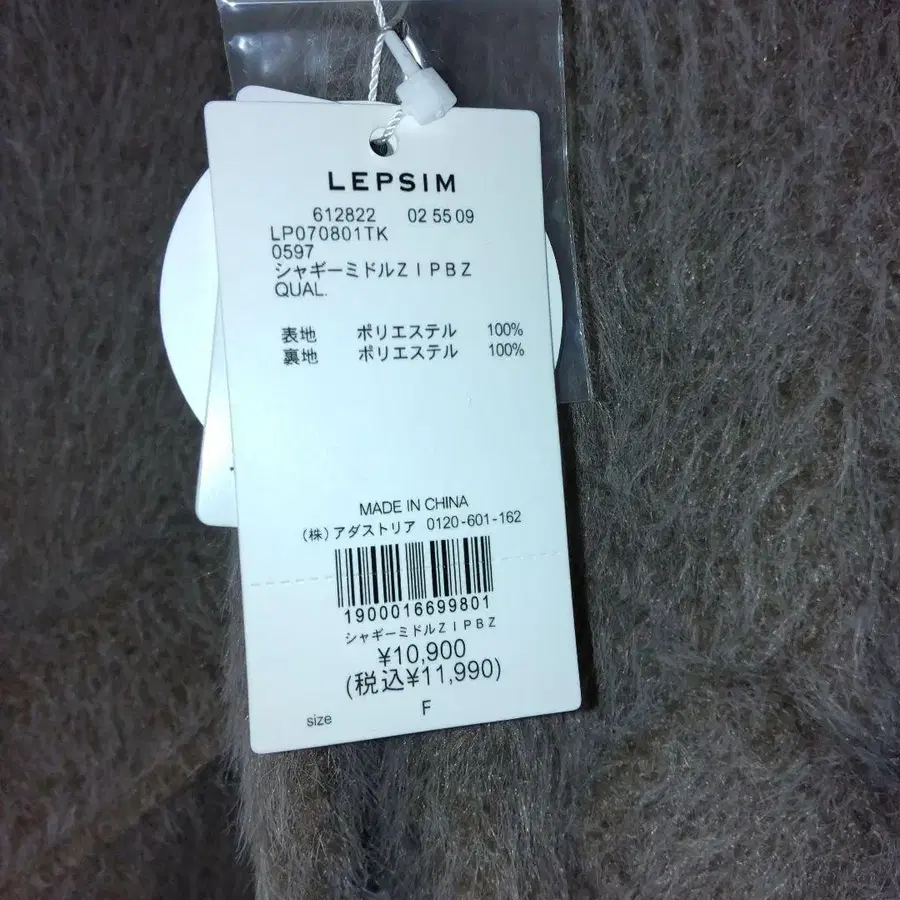 LEPSIM
612822 02 55 09
LP070801TK
0597
シャギーミドルＺＩＰＢＺ
QUAL.
表地 ポリエステル 100%
裏地 ポリエステル 100%
MADE IN CHINA
（株）アダストリア 0120-601-162
1900016699801
シャギーミドルＺＩＰＢＺ
¥10,900
(税込¥11,990)
size F